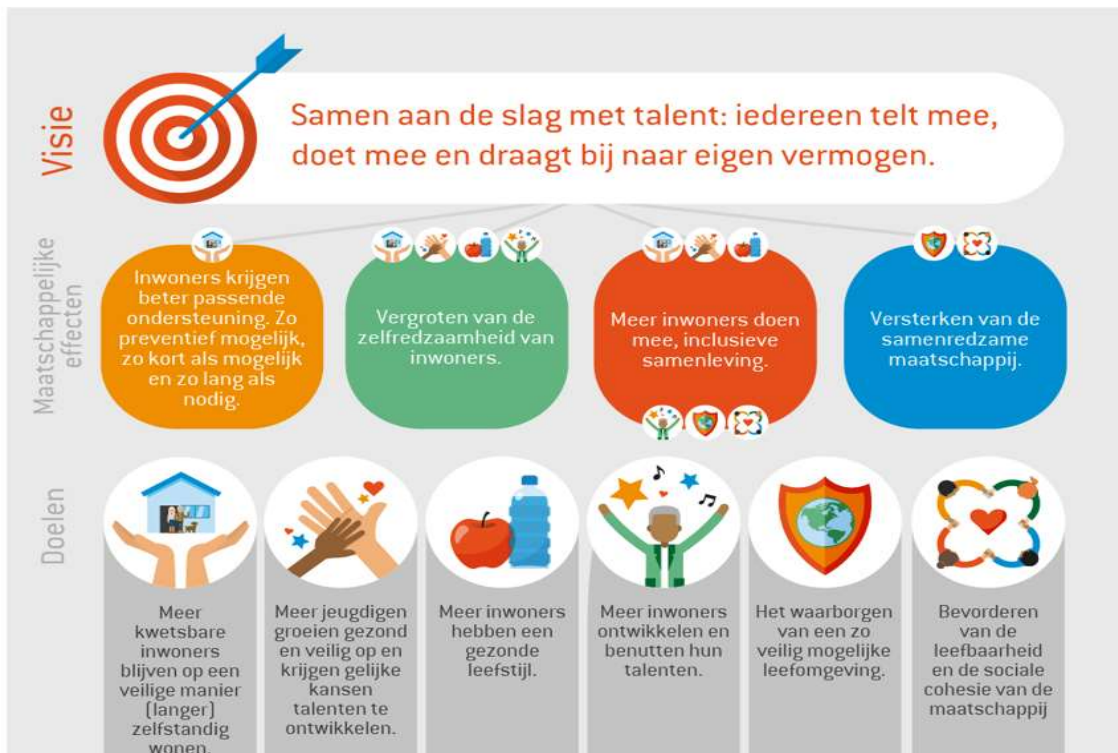 Visie
Samen aan de slag met talent: iedereen telt mee,
doet mee en draagt bij naar eigen vermogen.
Maatschappelijke
effecten
Inwoners krijgen
beter passende
ondersteuning. Zo
preventief mogelijk,
zo kort als mogelijk
en zo lang als
nodig.
Vergroten van de
zelfredzaamheid van
inwoners.
Meer inwoners doen
mee, inclusieve
samenleving.
Versterken van de
samenredzame
maatschappij.
Doelen
Meer
kwetsbare
inwoners
blijven op een
veilige manier
(langer)
zelfstandig
wonen.
Meer jeugdigen
groeien gezond
en veilig op en
krijgen gelijke
kansen
talenten te
ontwikkelen.
Meer inwoners
hebben een
gezonde
leefstijl.
Meer inwoners
ontwikkelen en
benutten hun
talenten.
Het waarborgen
van een zo
veilig mogelijke
leefomgeving.
Bevorderen
van de
leefbaarheid
en de sociale
cohesie van de
maatschappij